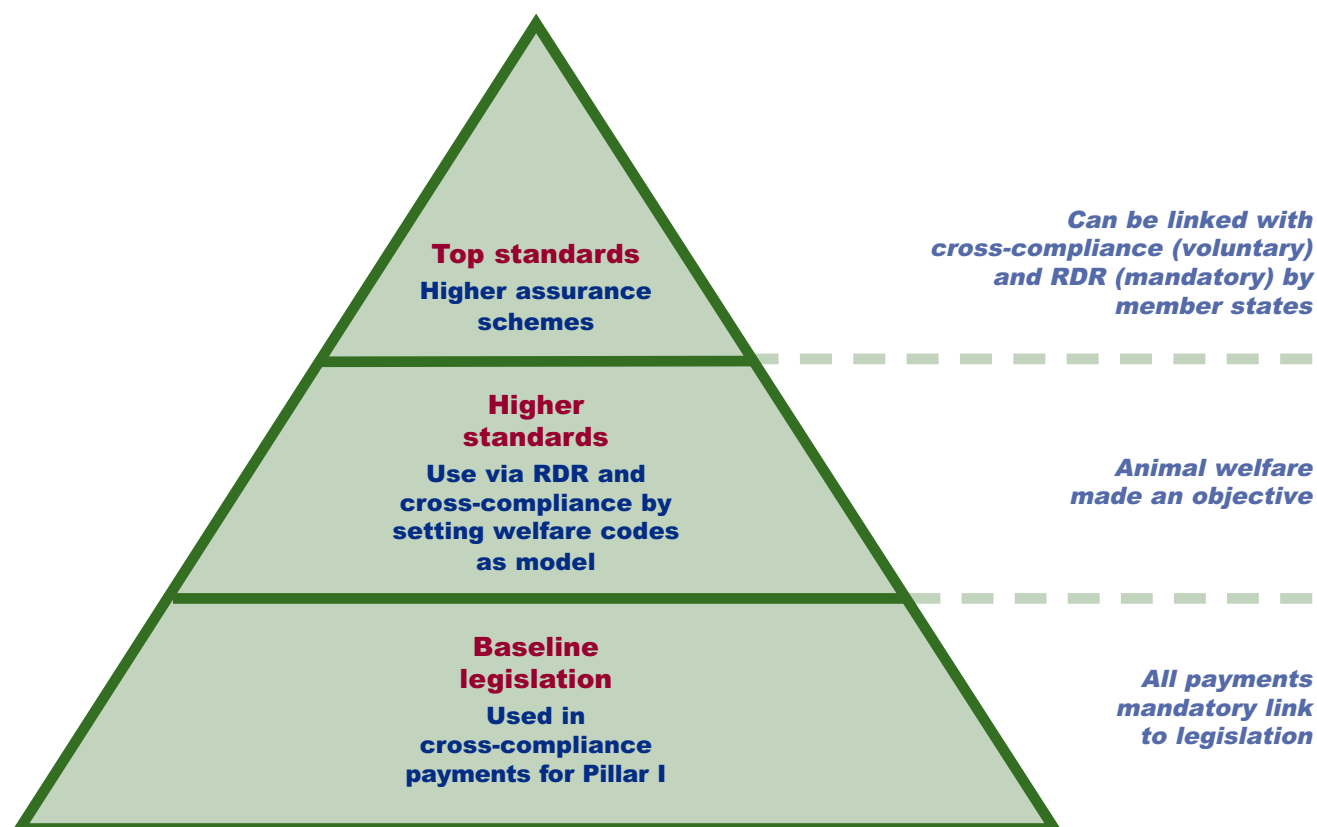 Top standards
Higher assurance
schemes
Can be linked with
cross-compliance (voluntary)
and RDR (mandatory) by
member states
Higher
standards
Use via RDR and
cross-compliance by
setting welfare codes
as model
Animal welfare
made an objective
Baseline
legislation
Used in
cross-compliance
payments for Pillar I
All payments
mandatory link
to legislation